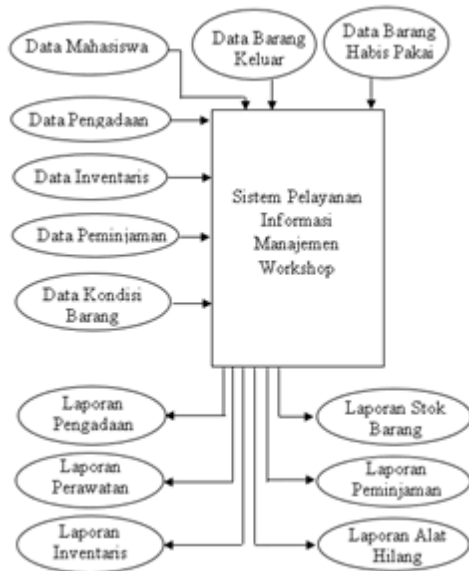 Data Mahasiswa
Data Barang
Keluar
Data Barang
Habis Pakai
Data Pengadaan
Data Inventaris
Data Peminjaman
Data Kondisi
Barang
Sistem Pelayanan
Informasi
Manajemen
Workshop
Laporan
Pengadaan
Laporan
Perawatan
Laporan
Inventaris
Laporan Stok
Barang
Laporan
Peminjaman
Laporan Alat
Hilang